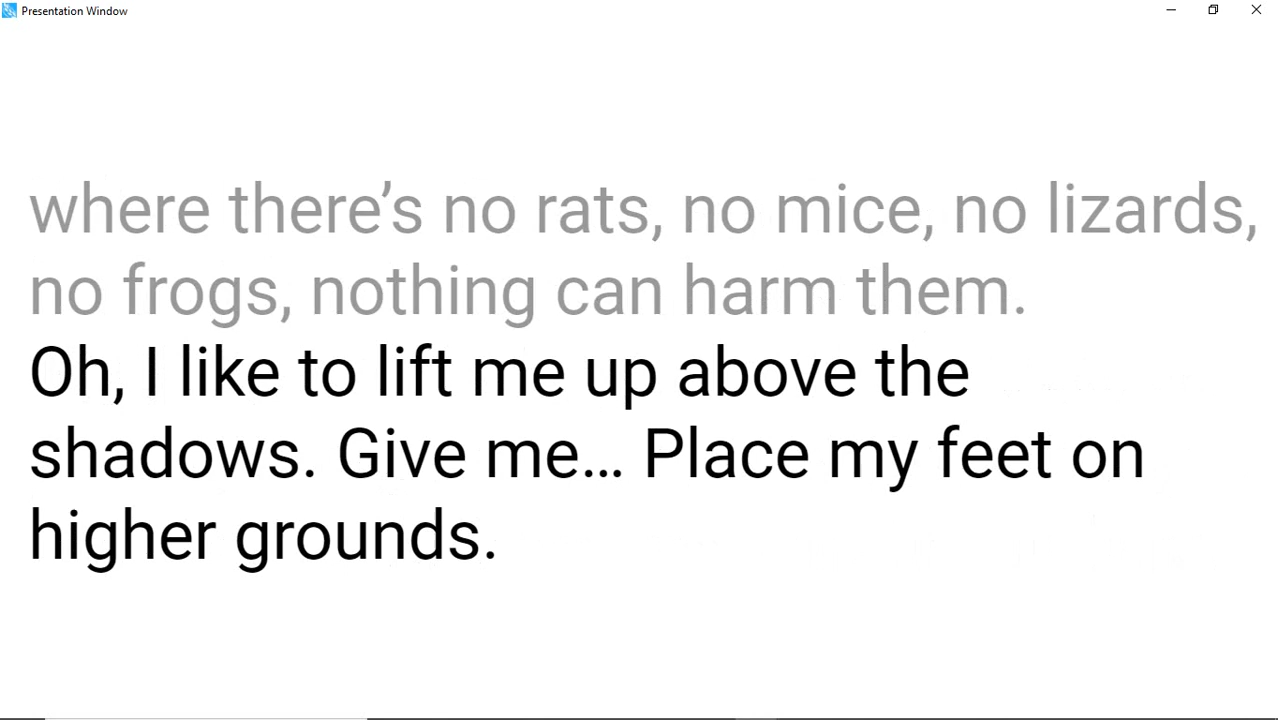 Presentation Window
where there’s no rats, no mice, no lizards,
no frogs, nothing can harm them.
Oh, I like to lift me up above the
shadows. Give me… Place my feet on
higher grounds.